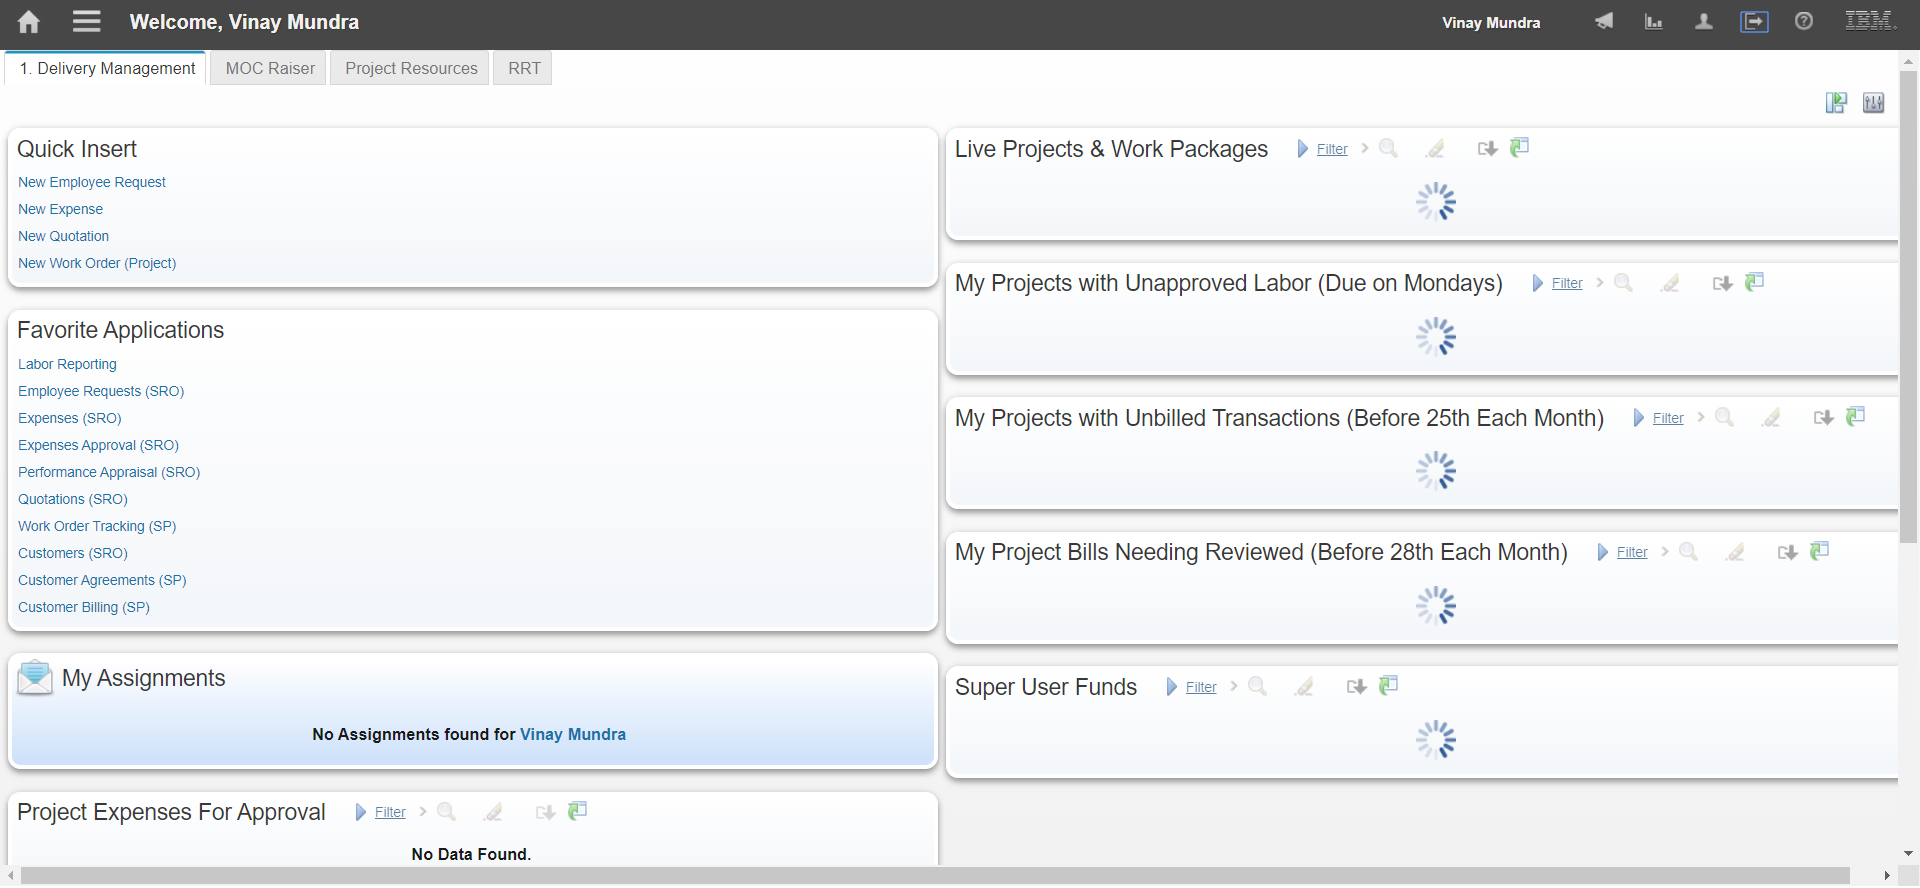 Welcome, Vinay Mundra
Vinay Mundra
IBM.
1. Delivery Management
MOC Raiser
Project Resources
RRT
Quick Insert
New Employee Request
New Expense
New Quotation
New Work Order (Project)
Favorite Applications
Labor Reporting
Employee Requests (SRO)
Expenses (SRO)
Expenses Approval (SRO)
Performance Appraisal (SRO)
Quotations (SRO)
Work Order Tracking (SP)
Customers (SRO)
Customer Agreements (SP)
Customer Billing (SP)
My Assignments
No Assignments found for Vinay Mundra
Project Expenses For Approval Filter
No Data Found.
Live Projects & Work Packages Filter
My Projects with Unapproved Labor (Due on Mondays) Filter
My Projects with Unbilled Transactions (Before 25th Each Month) Filter
My Project Bills Needing Reviewed (Before 28th Each Month) Filter
Super User Funds Filter